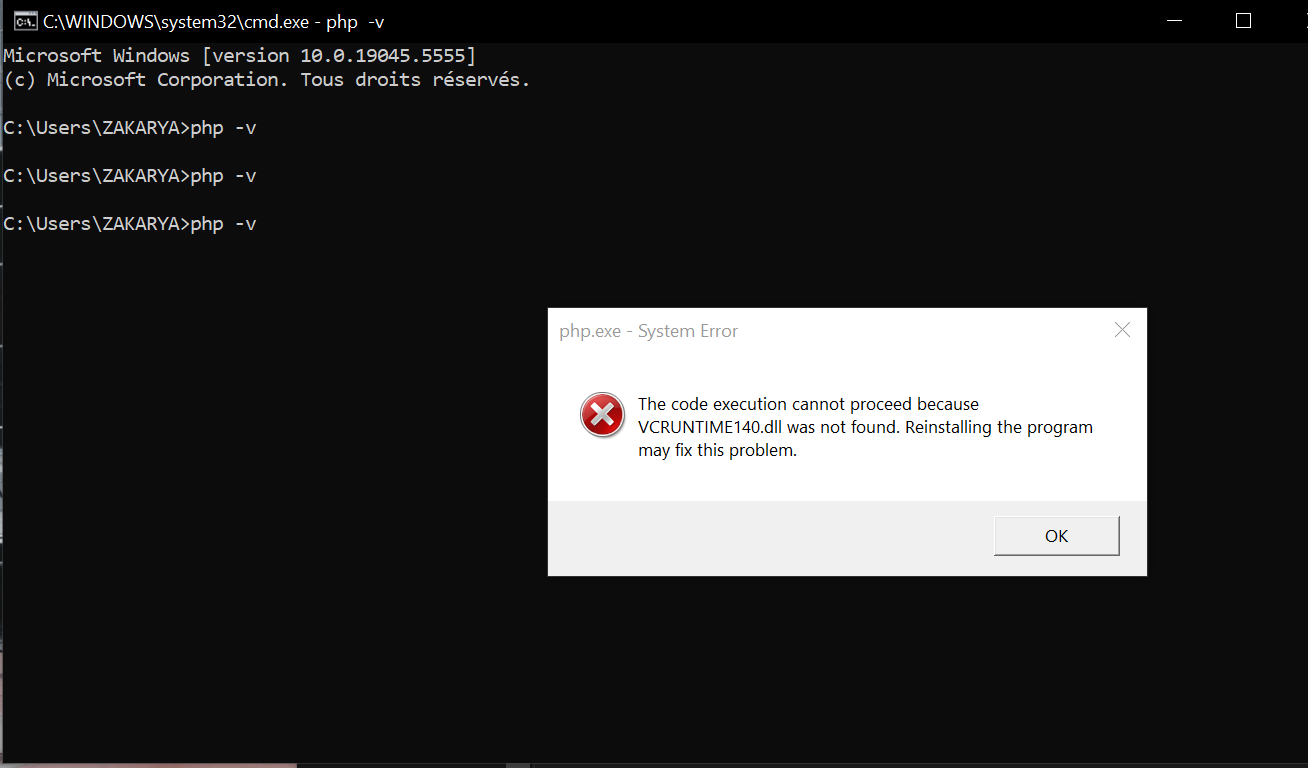 C:\WINDOWS\system32\cmd.exe - php  -v
Microsoft Windows [version 10.0.19045.5555]
(c) Microsoft Corporation. Tous droits réservés.
C:\Users\ZAKARYA>php -v
C:\Users\ZAKARYA>php -v
C:\Users\ZAKARYA>php -v
php.exe - System Error
The code execution cannot proceed because
VCRUNTIME140.dll was not found. Reinstalling the program
may fix this problem.
OK